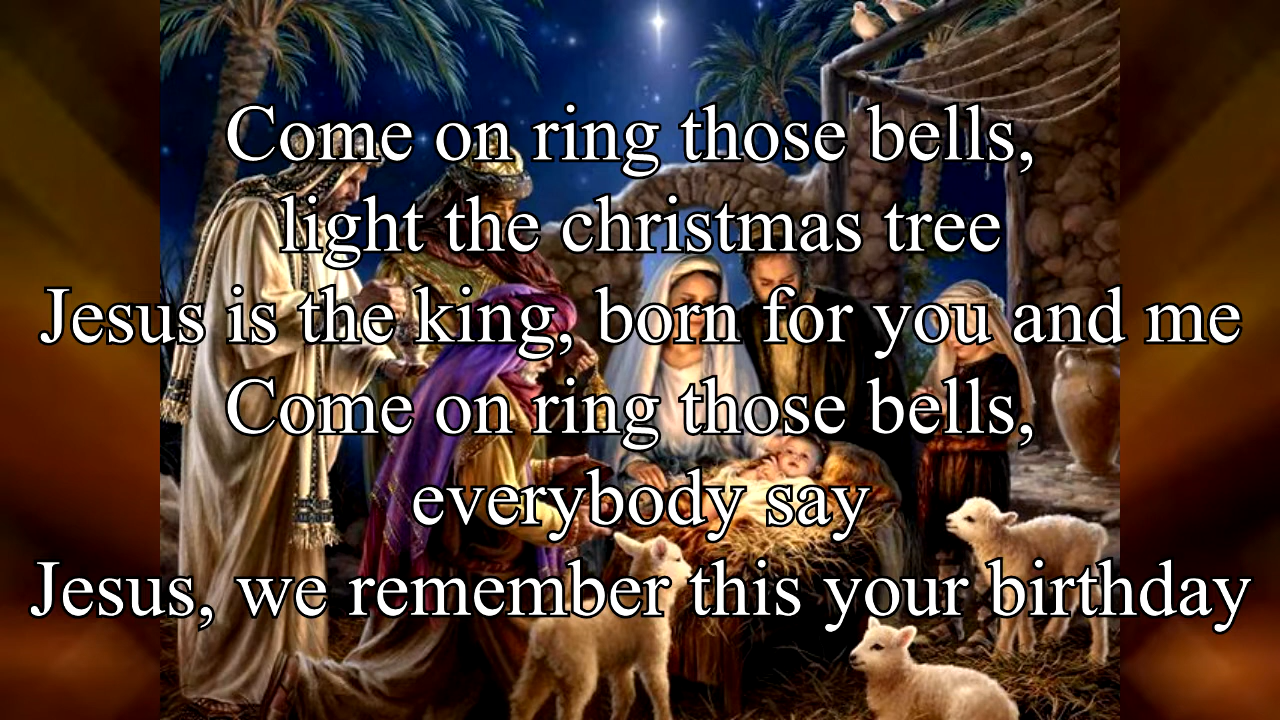 Come on ring those bells,
light the christmas tree
Jesus is the king, born for you and me
Come on ring those bells,
everybody say
Jesus, we remember this your birthday